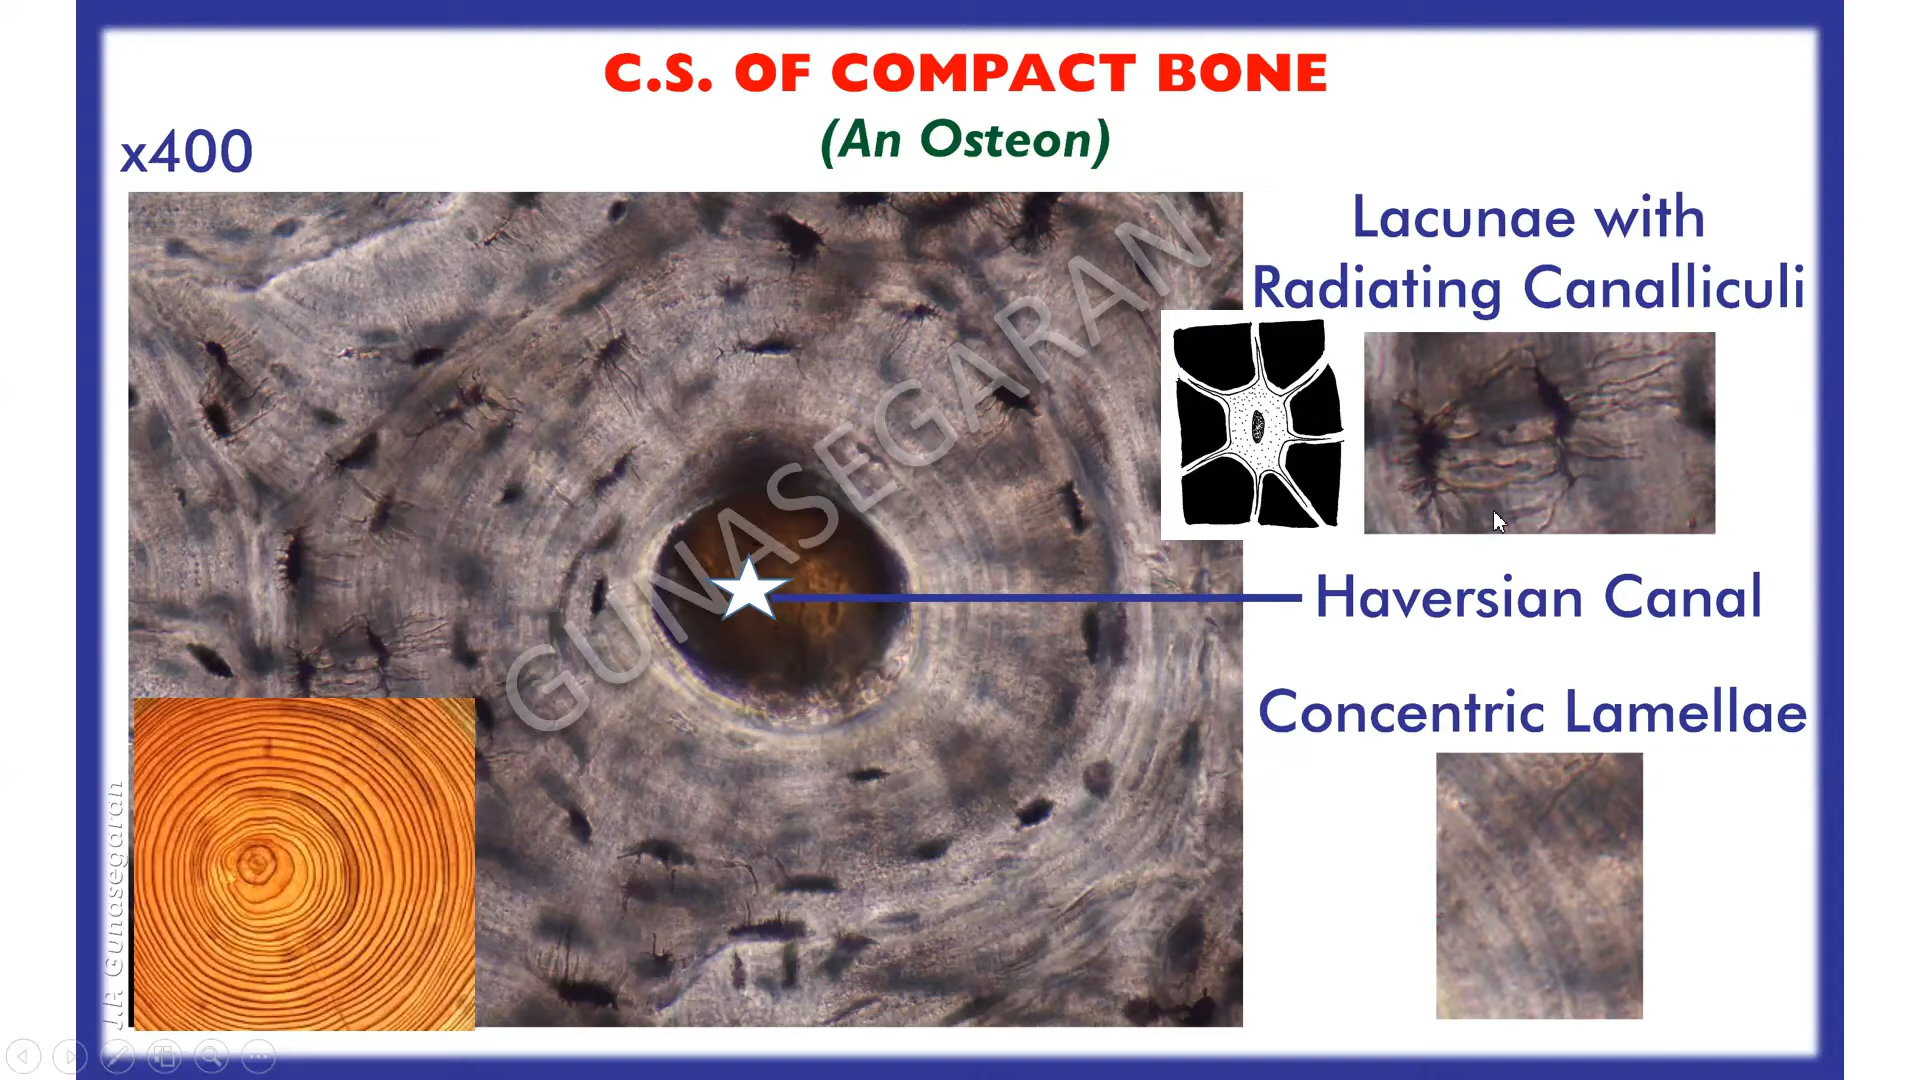 C.S. OF COMPACT BONE
(An Osteon)
x400
Lacunae with
Radiating Canalliculi
Haversian Canal
Concentric Lamellae
GUNASEGARAN
J.P. Gunasegaran